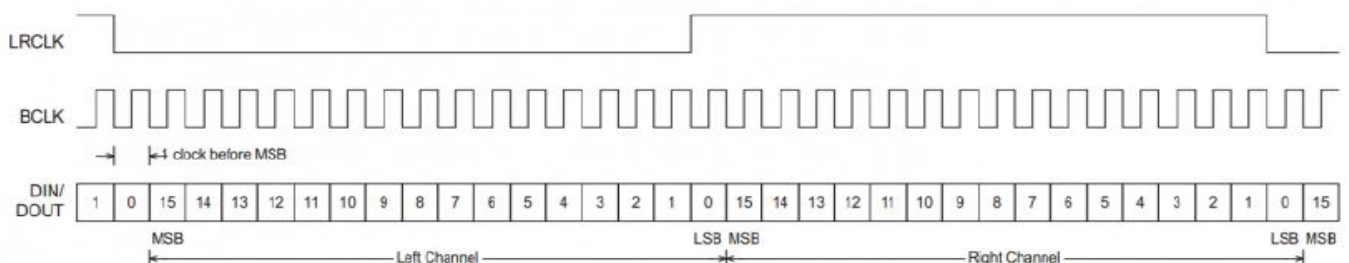 LRCLK
BCLK
1 clock before MSB
DIN/
DOUT
1 0 15 14 13 12 11 10 9 8 7 6 5 4 3 2 1 0 15 14 13 12 11 10 9 8 7 6 5 4 3 2 1 0 15
MSB LSB MSB LSB MSB
Left Channel Right Channel